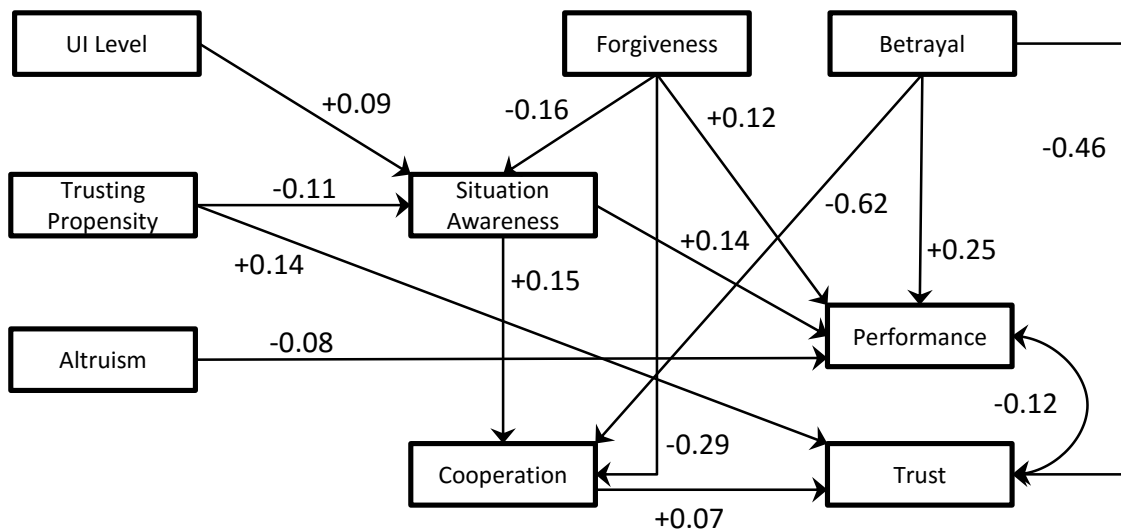 UI Level
Forgiveness
Betrayal
+0.09
-0.16
+0.12
-0.46
Trusting
Propensity
-0.11
Situation
Awareness
-0.62
+0.14
+0.14
+0.15
+0.25
Altruism
-0.08
Performance
-0.12
Cooperation
-0.29
Trust
+0.07